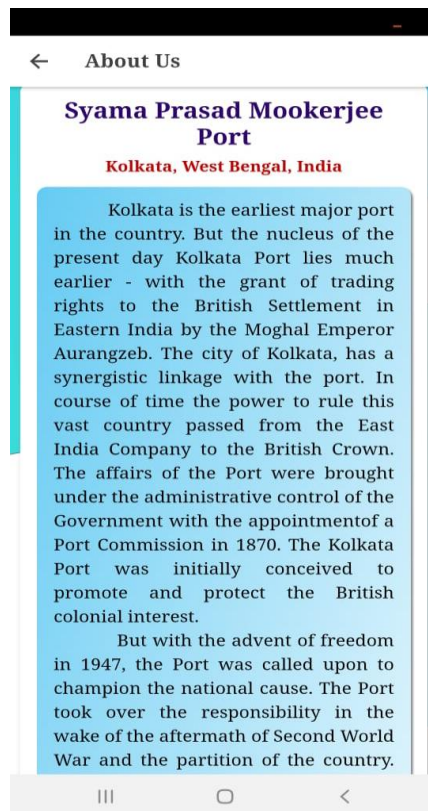 About Us
Syama Prasad Mookerjee
Port
Kolkata, West Bengal, India
Kolkata is the earliest major port
in the country. But the nucleus of the
present day Kolkata Port lies much
earlier - with the grant of trading
rights to the British Settlement in
Eastern India by the Moghal Emperor
Aurangzeb. The city of Kolkata, has a
synergistic linkage with the port. In
course of time the power to rule this
vast country passed from the East
India Company to the British Crown.
The affairs of the Port were brought
under the administrative control of the
Government with the appointmentof a
Port Commission in 1870. The Kolkata
Port was initially conceived to
promote and protect the British
colonial interest.
But with the advent of freedom
in 1947, the Port was called upon to
champion the national cause. The Port
took over the responsibility in the
wake of the aftermath of Second World
War and the partition of the country.